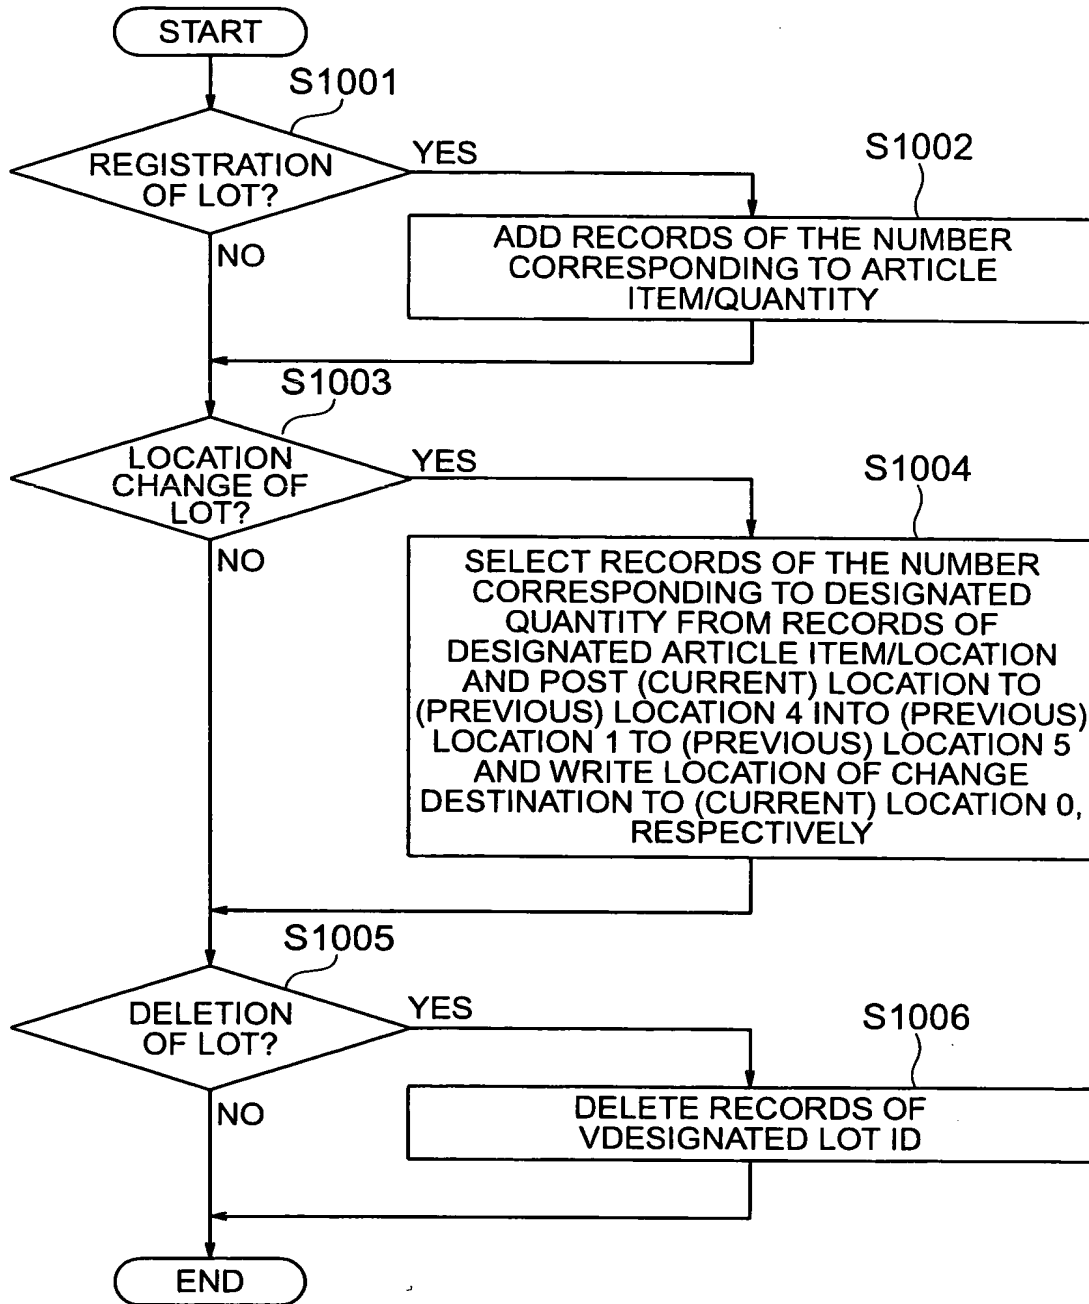 START
S1001
REGISTRATION
OF LOT?
YES
NO
S1002
ADD RECORDS OF THE NUMBER
CORRESPONDING TO ARTICLE
ITEM/QUANTITY
S1003
LOCATION
CHANGE OF
LOT?
YES
NO
S1004
SELECT RECORDS OF THE NUMBER
CORRESPONDING TO DESIGNATED
QUANTITY FROM RECORDS OF
DESIGNATED ARTICLE ITEM/LOCATION
AND POST (CURRENT) LOCATION TO
(PREVIOUS) LOCATION 4 INTO (PREVIOUS)
LOCATION 1 TO (PREVIOUS) LOCATION 5
AND WRITE LOCATION OF CHANGE
DESTINATION TO (CURRENT) LOCATION 0,
RESPECTIVELY
S1005
DELETION
OF LOT?
YES
NO
S1006
DELETE RECORDS OF
VDESIGNATED LOT ID
END